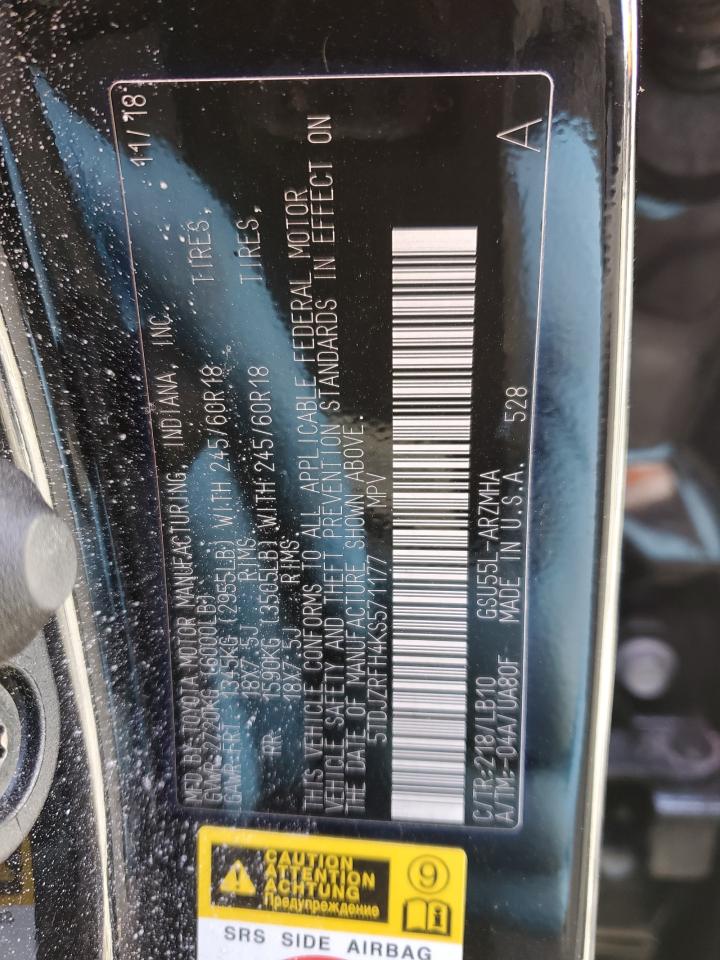 MFD.BY:TOYOTA MOTOR MANUFACTURING, INDIANA, INC. 11/18
GVWR:2720KG (6000LB)
GAWR:FRT 1345KG (2955LB) WITH 245/60R18 TIRES,
18X7.5J RIMS
RR 1590KG (3505LB) WITH 245/60R18 TIRES,
18X7.5J RIMS
THIS VEHICLE CONFORMS TO ALL APPLICABLE FEDERAL MOTOR
VEHICLE SAFETY AND THEFT PREVENTION STANDARDS IN EFFECT ON
THE DATE OF MANUFACTURE SHOWN ABOVE.
5TDJZRFH4KS571177 MPV
C/TR:218/LB10 GSU55L-ARZMHA A
A/TM:-04A/UA80F MADE IN U.S.A. 528
CAUTION
ATTENTION
ACHTUNG
Предупреждение
9
i
SRS SIDE AIRBAG